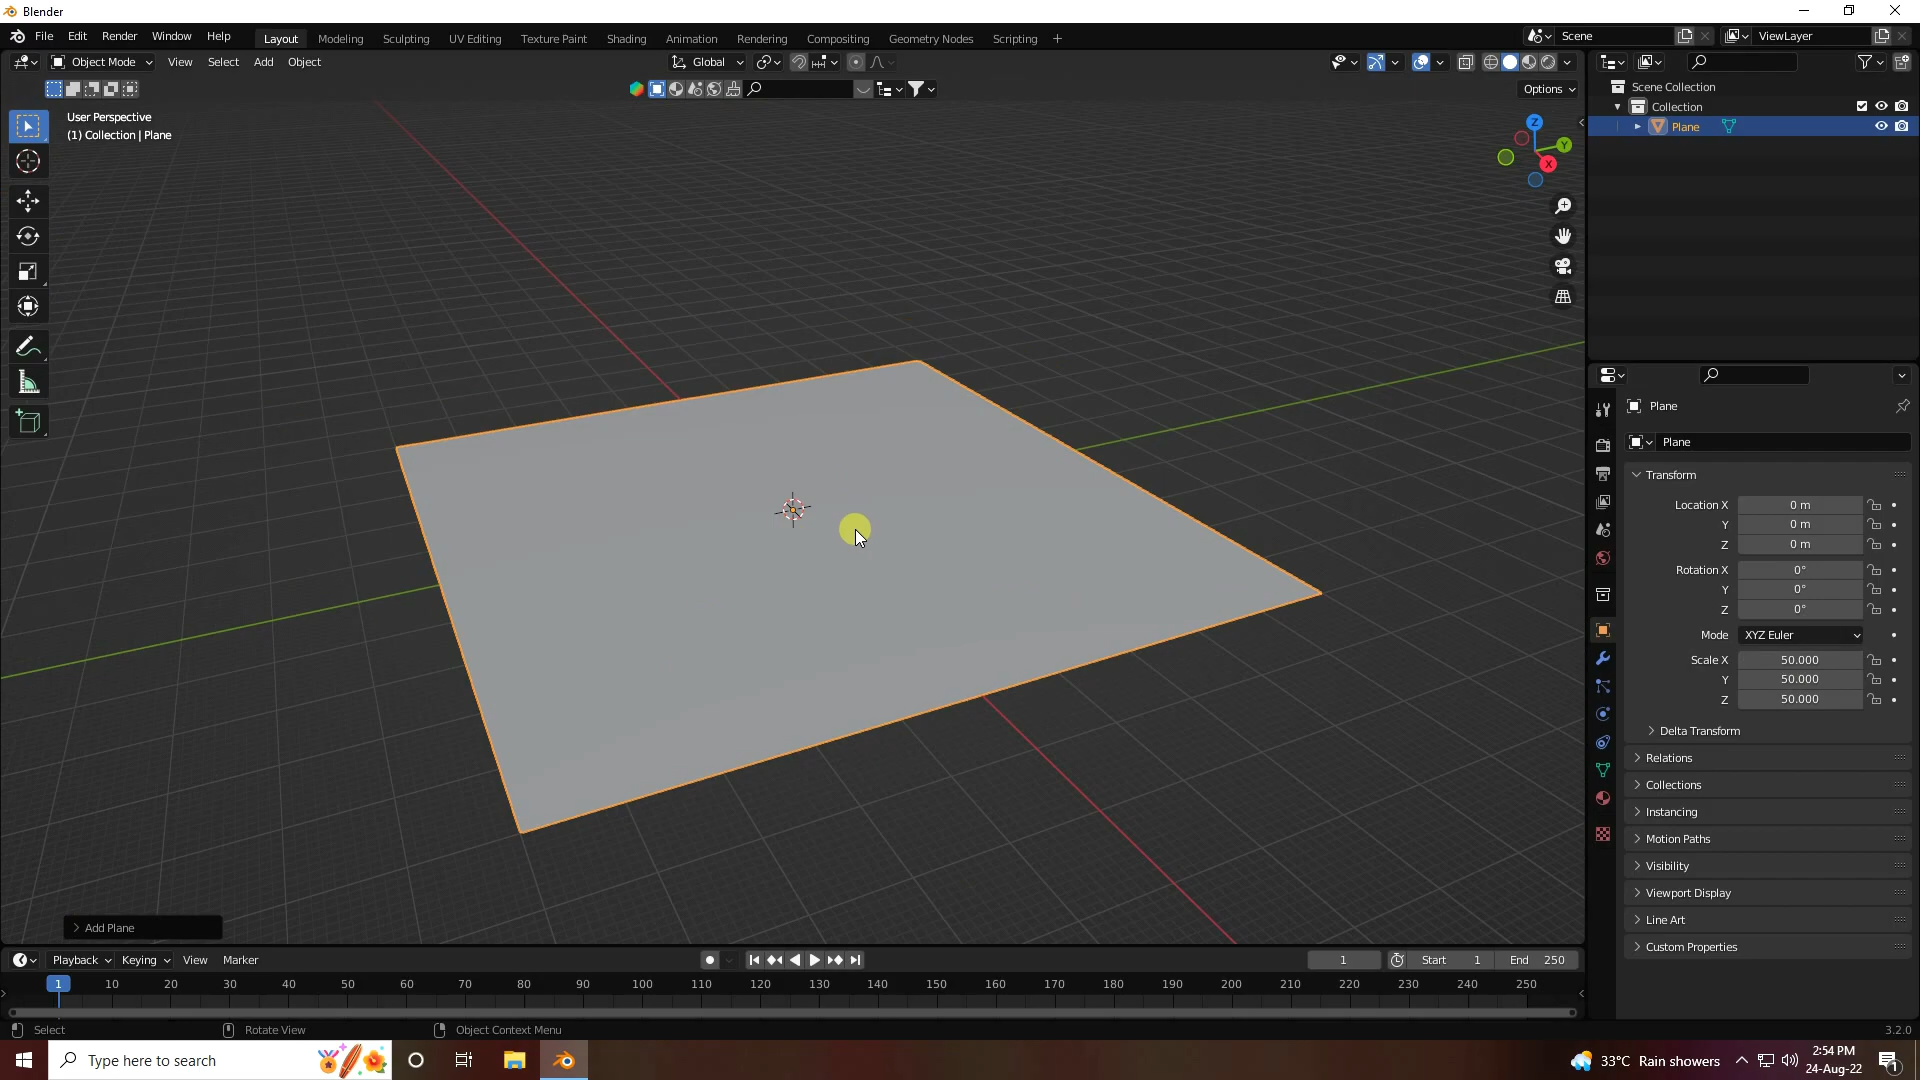 Blender
File Edit Render Window Help Layout Modeling Sculpting UV Editing Texture Paint Shading Animation Rendering Compositing Geometry Nodes Scripting + Scene ViewLayer
Object Mode View Select Add Object Global
Options
User Perspective
(1) Collection | Plane
Z
Y
X
Scene Collection
Collection
Plane
Plane
Plane
Transform
Location X 0 m
Y 0 m
Z 0 m
Rotation X 0°
Y 0°
Z 0°
Mode XYZ Euler
Scale X 50.000
Y 50.000
Z 50.000
Delta Transform
Relations
Collections
Instancing
Motion Paths
Visibility
Viewport Display
Line Art
Custom Properties
Add Plane
Playback Keying View Marker 1 Start 1 End 250
1 10 20 30 40 50 60 70 80 90 100 110 120 130 140 150 160 170 180 190 200 210 220 230 240 250
Select Rotate View Object Context Menu 3.2.0
Type here to search 33°C Rain showers 2:54 PM
24-Aug-22
1